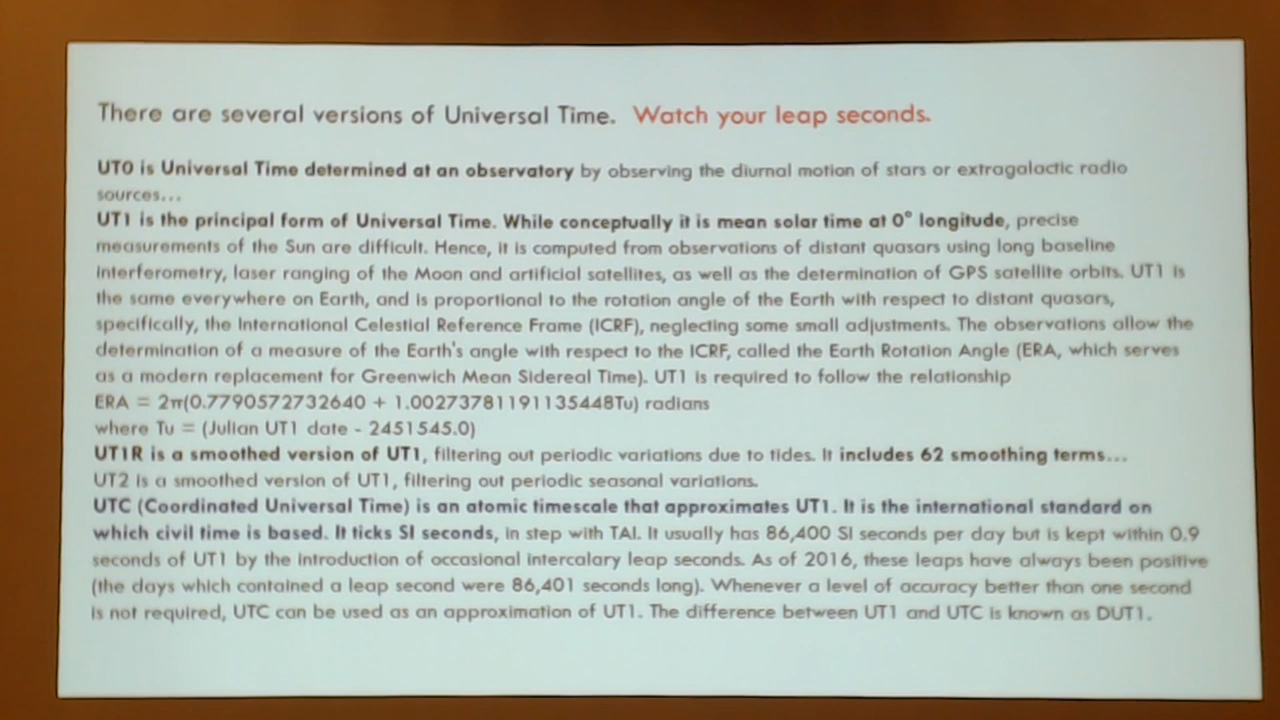 There are several versions of Universal Time. Watch your leap seconds.
UT0 is Universal Time determined at an observatory by observing the diurnal motion of stars or extragalactic radio
sources...
UT1 is the principal form of Universal Time. While conceptually it is mean solar time at 0° longitude, precise
measurements of the Sun are difficult. Hence, it is computed from observations of distant quasars using long baseline
interferometry, laser ranging of the Moon and artificial satellites, as well as the determination of GPS satellite orbits. UT1 is
the same everywhere on Earth, and is proportional to the rotation angle of the Earth with respect to distant quasars,
specifically, the International Celestial Reference Frame (ICRF), neglecting some small adjustments. The observations allow the
determination of a measure of the Earth's angle with respect to the ICRF, called the Earth Rotation Angle (ERA, which serves
as a modern replacement for Greenwich Mean Sidereal Time). UT1 is required to follow the relationship
ERA = 2π(0.7790572732640 + 1.00273781191135448Tu) radians
where Tu = (Julian UT1 date - 2451545.0)
UT1R is a smoothed version of UT1, filtering out periodic variations due to tides. It includes 62 smoothing terms...
UT2 is a smoothed version of UT1, filtering out periodic seasonal variations.
UTC (Coordinated Universal Time) is an atomic timescale that approximates UT1. It is the international standard on
which civil time is based. It ticks SI seconds, in step with TAI. It usually has 86,400 SI seconds per day but is kept within 0.9
seconds of UT1 by the introduction of occasional intercalary leap seconds. As of 2016, these leaps have always been positive
(the days which contained a leap second were 86,401 seconds long). Whenever a level of accuracy better than one second
is not required, UTC can be used as an approximation of UT1. The difference between UT1 and UTC is known as DUT1.